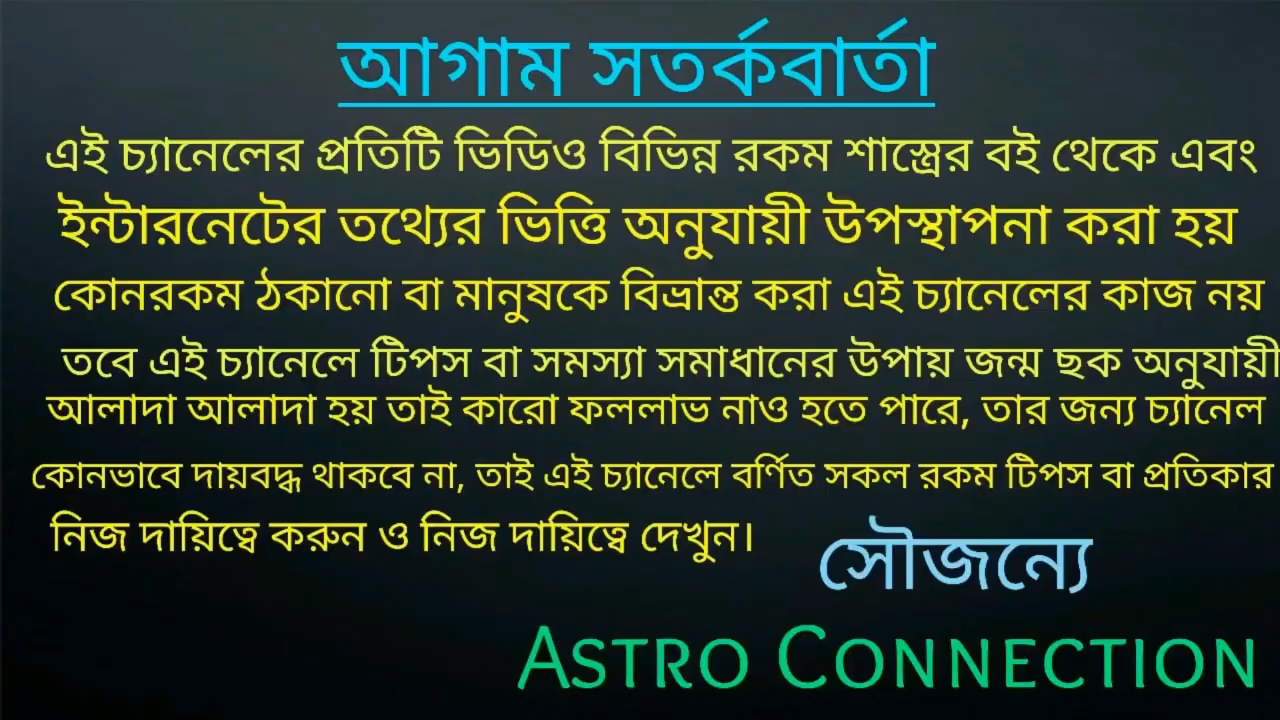 আগাম সতর্কবার্তা
এই চ্যানেলের প্রতিটি ভিডিও বিভিন্ন রকম শাস্ত্রের বই থেকে এবং
ইন্টারনেটের তথ্যের ভিত্তি অনুযায়ী উপস্থাপনা করা হয়
কোনরকম ঠকানো বা মানুষকে বিভ্রান্ত করা এই চ্যানেলের কাজ নয়
তবে এই চ্যানেলে টিপস বা সমস্যা সমাধানের উপায় জন্ম ছক অনুযায়ী
আলাদা আলাদা হয় তাই কারো ফললাভ নাও হতে পারে, তার জন্য চ্যানেল
কোনভাবে দায়বদ্ধ থাকবে না, তাই এই চ্যানেলে বর্ণিত সকল রকম টিপস বা প্রতিকার
নিজ দায়িত্বে করুন ও নিজ দায়িত্বে দেখুন।
সৌজন্যে
ASTRO CONNECTION